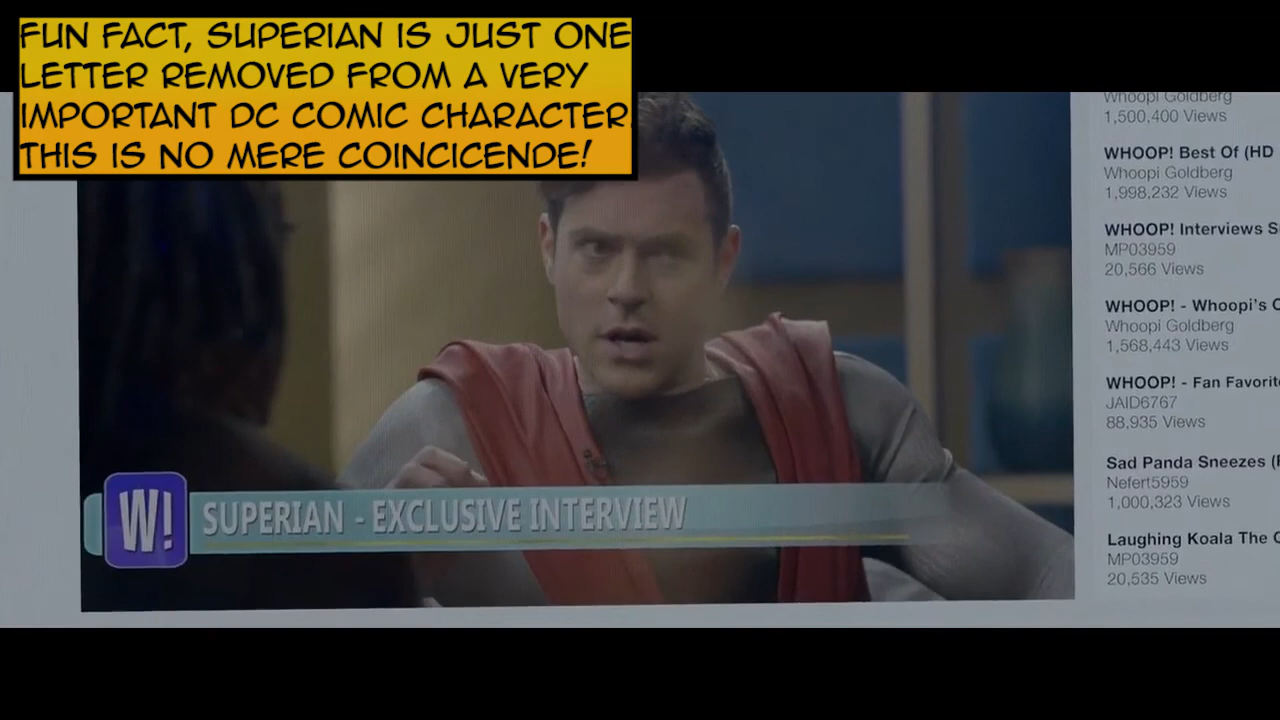 FUN FACT, SUPERIAN IS JUST ONE
LETTER REMOVED FROM A VERY
IMPORTANT DC COMIC CHARACTER.
THIS IS NO MERE COINCICENDE!
Whoopi Goldberg
1,500,400 Views
WHOOP! Best Of (HD
Whoopi Goldberg
1,998,232 Views
WHOOP! Interviews S
MP03959
20,566 Views
WHOOP! - Whoopi's C
Whoopi Goldberg
1,568,443 Views
WHOOP! - Fan Favorit
JAID6767
88,935 Views
Sad Panda Sneezes (
Nefert5959
1,000,323 Views
Laughing Koala The
MP03959
20,535 Views
W! SUPERIAN - EXCLUSIVE INTERVIEW